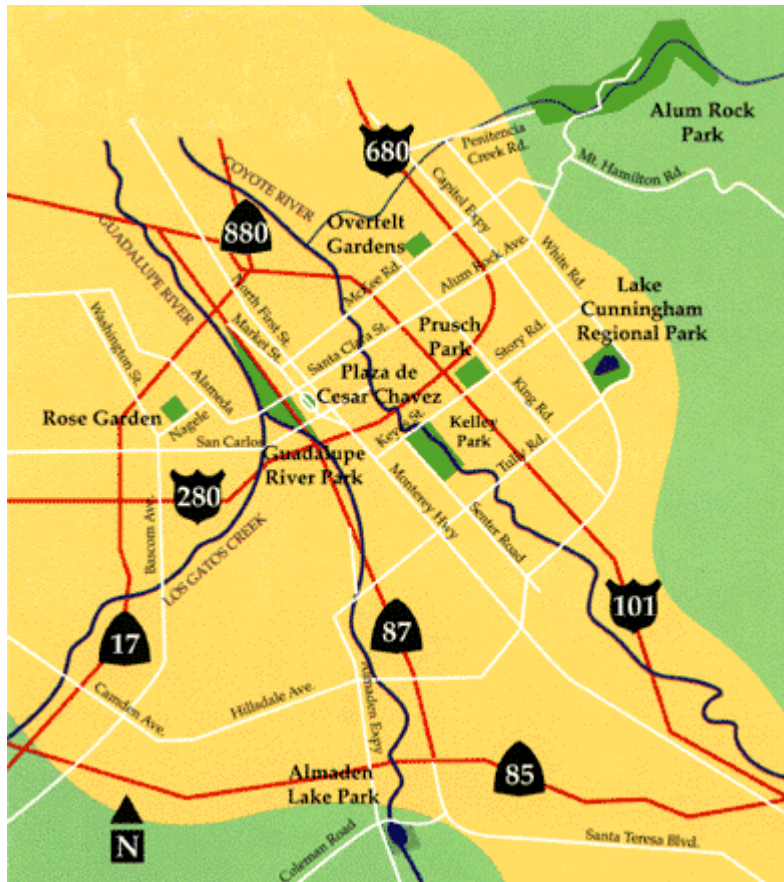 Alum Rock
Park
Penitencia
Creek Rd.
680
Mt. Hamilton Rd.
COYOTE RIVER
Capitol Expy
GUADALUPE RIVER
880
Overfelt
Gardens
White Rd.
McKee Rd.
Alum Rock Ave.
Lake
Cunningham
Regional Park
North First St.
Market St.
Washington St.
Santa Clara St.
Prusch
Park
Story Rd.
Alameda
Plaza de
Cesar Chavez
King Rd.
Rose Garden
Nagele
Keyes St
Kelley
Park
San Carlos
Guadalupe
River Park
Tully Rd.
280
Monterey Hwy
Senter Road
Bascom Ave.
LOS GATOS CREEK
101
17
87
Camden Ave.
Hillsdale Ave.
Almaden Expy
Almaden
Lake Park
85
N
Coleman Road
Santa Teresa Blvd.